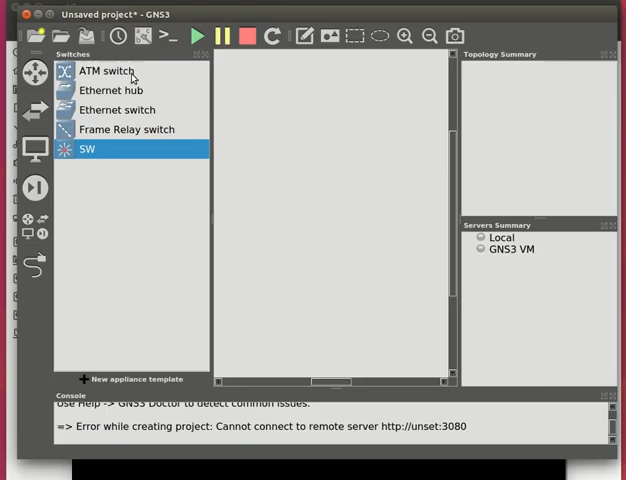 Unsaved project* - GNS3
Switches
ATM switch
Ethernet hub
Ethernet switch
Frame Relay switch
SW
New appliance template
Topology Summary
Servers Summary
Local
GNS3 VM
Console
Use Help -> GNS3 Doctor to detect common issues.
=> Error while creating project: Cannot connect to remote server http://unset:3080